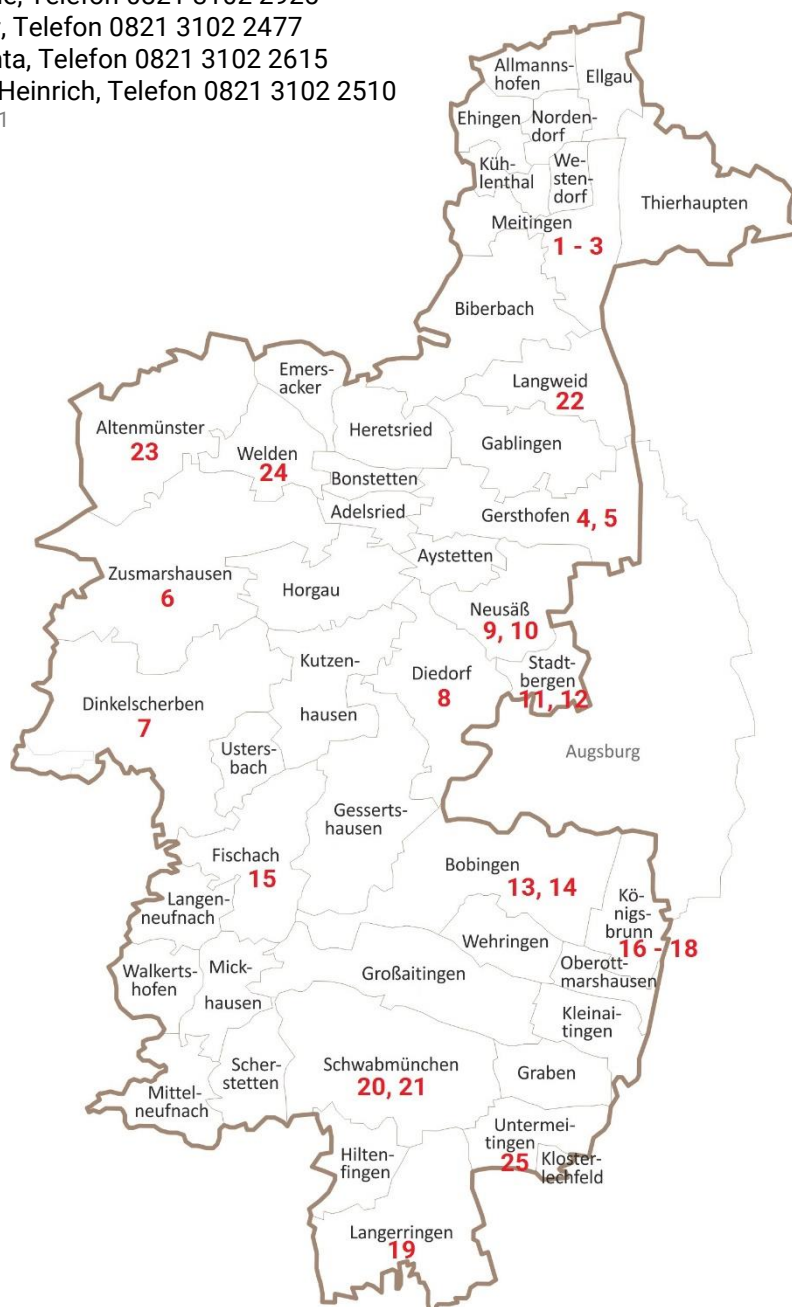 Telefon 0821 3102 2477
Telefon 0821 3102 2615
Heinrich, Telefon 0821 3102 2510
1
Allmanns-
hofen
Ellgau
Ehingen
Norden-
dorf
Küh-
lenthal
We-
sten-
dorf
Thierhaupten
Meitingen
1 - 3
Biberbach
Emers-
acker
Langweid
22
Altenmünster
23
Heretsried
Gablingen
Welden
24
Bonstetten
Adelsried
Gersthofen 4, 5
Aystetten
Zusmarshausen
6
Horgau
Neusäß
9, 10
Kutzen-
hausen
Diedorf
8
Stadt-
bergen
11, 12
Dinkelscherben
7
Usters-
bach
Augsburg
Gesserts-
hausen
Fischach
15
Bobingen
13, 14
Langen-
neufnach
Kö-
nigs-
brunn
16 - 18
Wehringen
Walkerts-
hofen
Mick-
hausen
Großaitingen
Oberott-
marshausen
Kleinai-
tingen
Scher-
stetten
Schwabmünchen
20, 21
Graben
Mittel-
neufnach
Untermei-
tingen
25
Hilten-
fingen
Kloster-
lechfeld
Langerringen
19